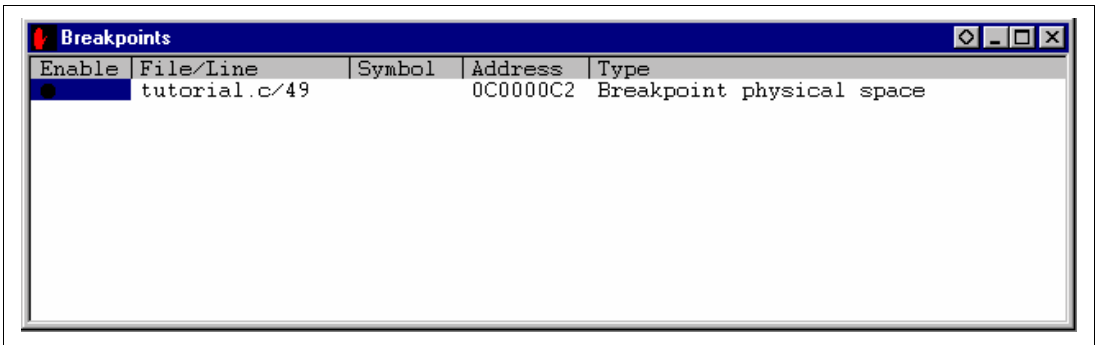 Breakpoints
Enable File/Line Symbol Address Type
tutorial.c/49 0C0000C2 Breakpoint physical space